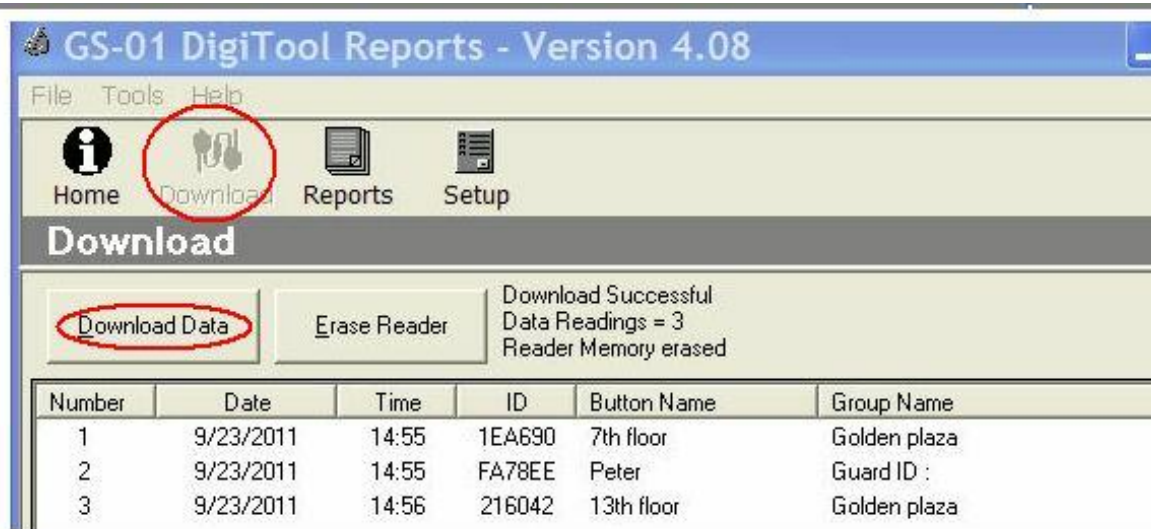 GS-01 DigiTool Reports - Version 4.08
File Tools Help
Home Download Reports Setup
Download
Download Data Erase Reader
Download Successful
Data Readings = 3
Reader Memory erased
Number Date Time ID Button Name Group Name
1 9/23/2011 14:55 1EA690 7th floor Golden plaza
2 9/23/2011 14:55 FA78EE Peter Guard ID :
3 9/23/2011 14:56 216042 13th floor Golden plaza